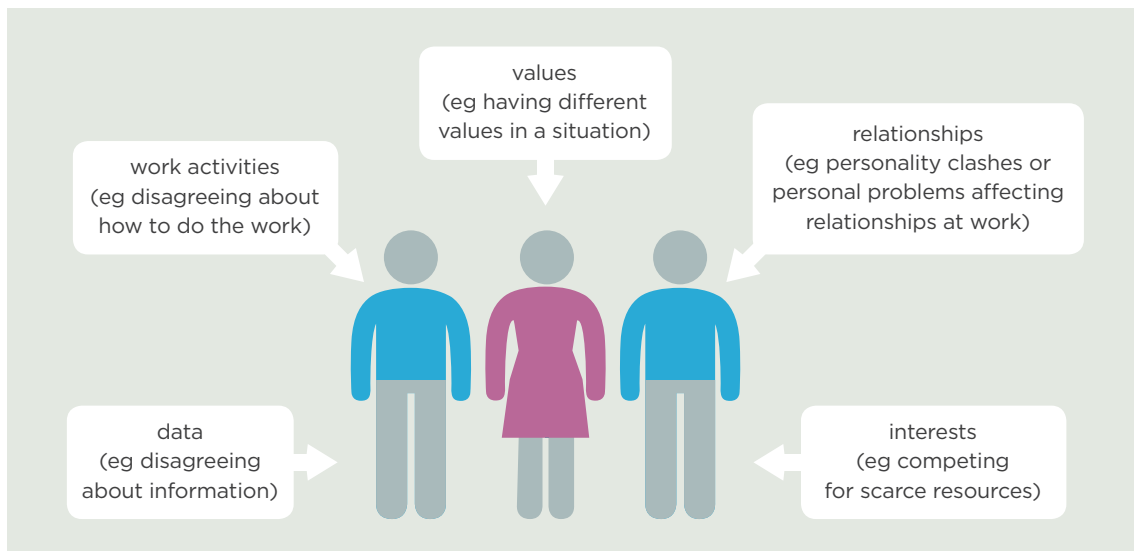 values
(eg having different
values in a situation)
work activities
(eg disagreeing about
how to do the work)
relationships
(eg personality clashes or
personal problems affecting
relationships at work)
data
(eg disagreeing
about information)
interests
(eg competing
for scarce resources)